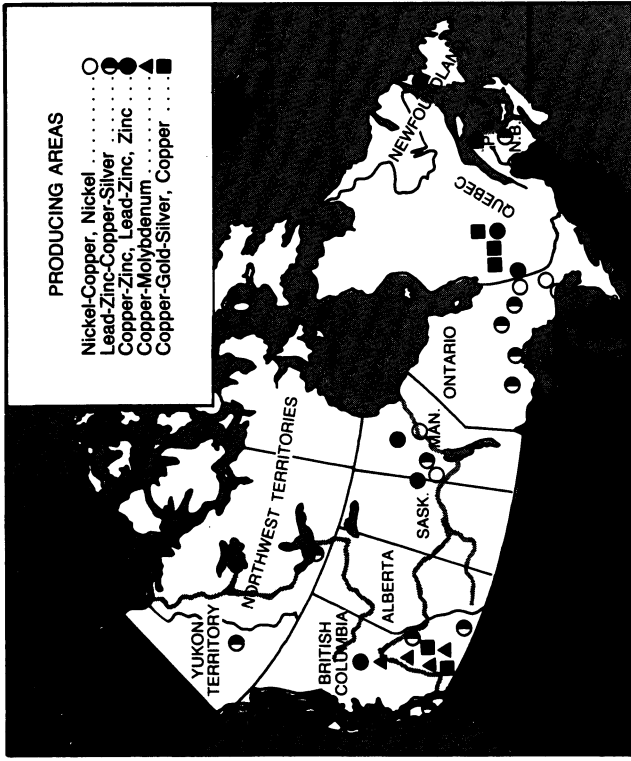 PRODUCING AREAS
Nickel-Copper, Nickel ........
Lead-Zinc-Copper-Silver ......
Copper-Zinc, Lead-Zinc, Zinc ...
Copper-Molybdenum .........
Copper-Gold-Silver, Copper ....
YUKON
TERRITORY
NORTHWEST TERRITORIES
BRITISH
COLUMBIA
ALBERTA
SASK.
MAN.
ONTARIO
QUEBEC
NEWFOUNDLAND
N.B.